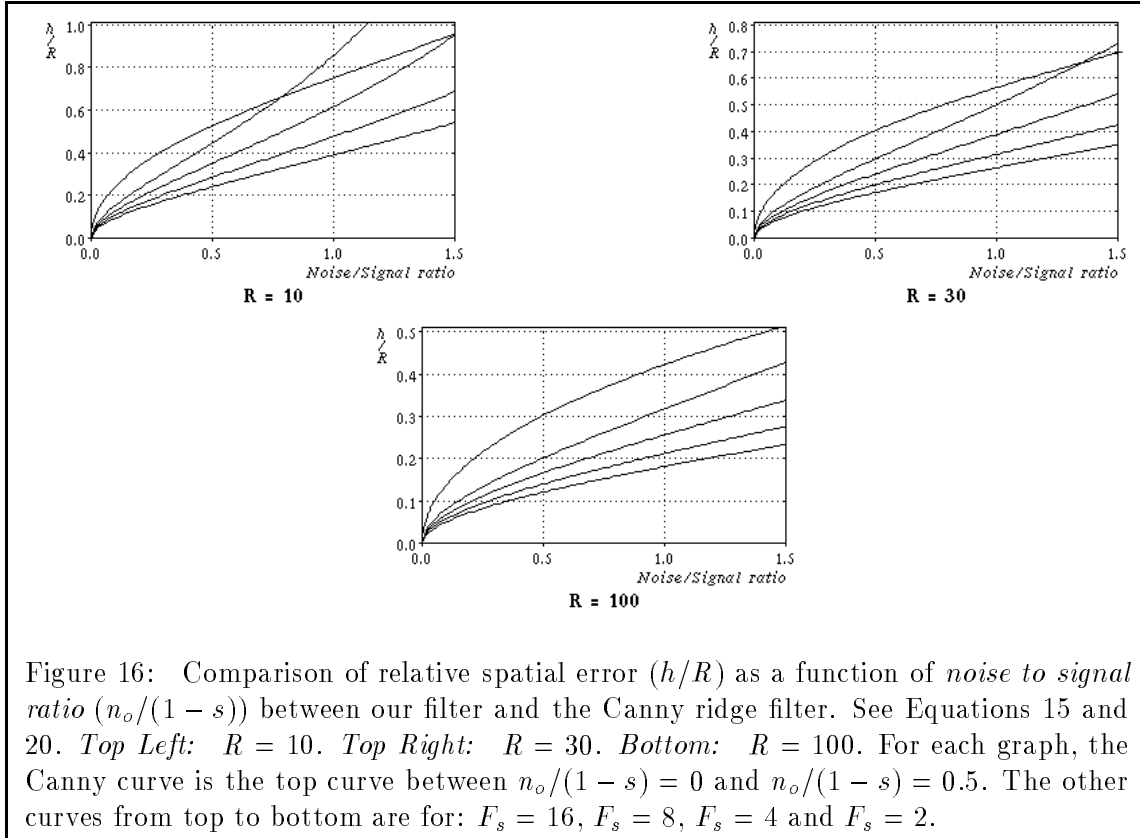 h
/
R
1.0
0.8
0.6
0.4
0.2
0.0
0.0 0.5 1.0 1.5
Noise/Signal ratio
R = 10
h
/
R
0.8
0.7
0.6
0.5
0.4
0.3
0.2
0.1
0.0
0.0 0.5 1.0 1.5
Noise/Signal ratio
R = 30
h
/
R
0.5
0.4
0.3
0.2
0.1
0.0
0.0 0.5 1.0 1.5
Noise/Signal ratio
R = 100
Figure 16: Comparison of relative spatial error (h/R) as a function of noise to signal
ratio (nₒ/(1 − s)) between our filter and the Canny ridge filter. See Equations 15 and
20. Top Left: R = 10. Top Right: R = 30. Bottom: R = 100. For each graph, the
Canny curve is the top curve between nₒ/(1 − s) = 0 and nₒ/(1 − s) = 0.5. The other
curves from top to bottom are for: Fₛ = 16, Fₛ = 8, Fₛ = 4 and Fₛ = 2.